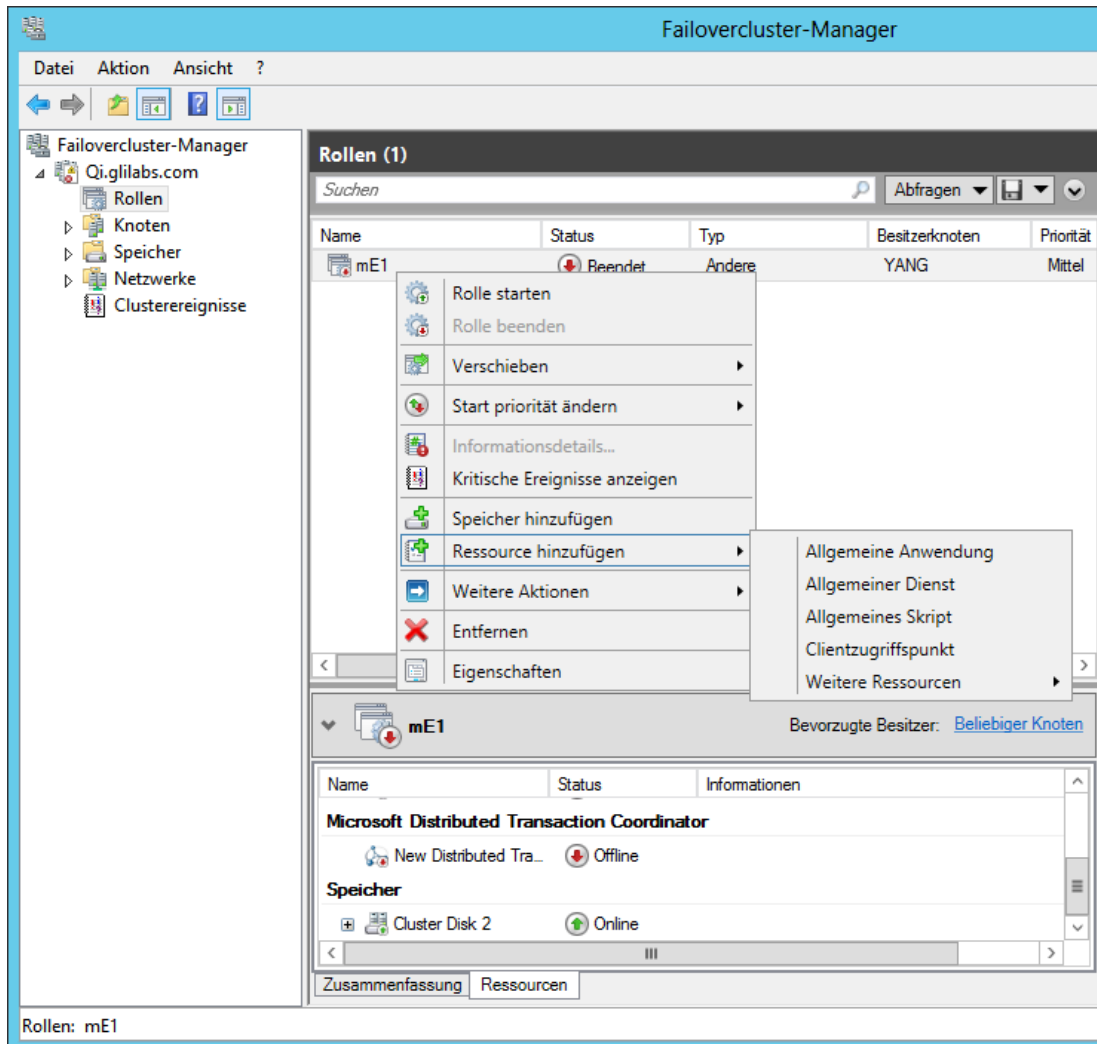 Failovercluster-Manager
Datei Aktion Ansicht ?
Failovercluster-Manager
Qi.glilabs.com
Rollen
Knoten
Speicher
Netzwerke
Clusterereignisse
Rollen (1)
Suchen
Abfragen
Name Status Typ Besitzerknoten Priorität
mE1 Beendet Andere YANG Mittel
Rolle starten
Rolle beenden
Verschieben
Start priorität ändern
Informationsdetails...
Kritische Ereignisse anzeigen
Speicher hinzufügen
Ressource hinzufügen
Weitere Aktionen
Entfernen
Eigenschaften
Allgemeine Anwendung
Allgemeiner Dienst
Allgemeines Skript
Clientzugriffspunkt
Weitere Ressourcen
mE1 Bevorzugte Besitzer: Beliebiger Knoten
Name Status Informationen
Microsoft Distributed Transaction Coordinator
New Distributed Tra... Offline
Speicher
Cluster Disk 2 Online
Zusammenfassung Ressourcen
Rollen: mE1